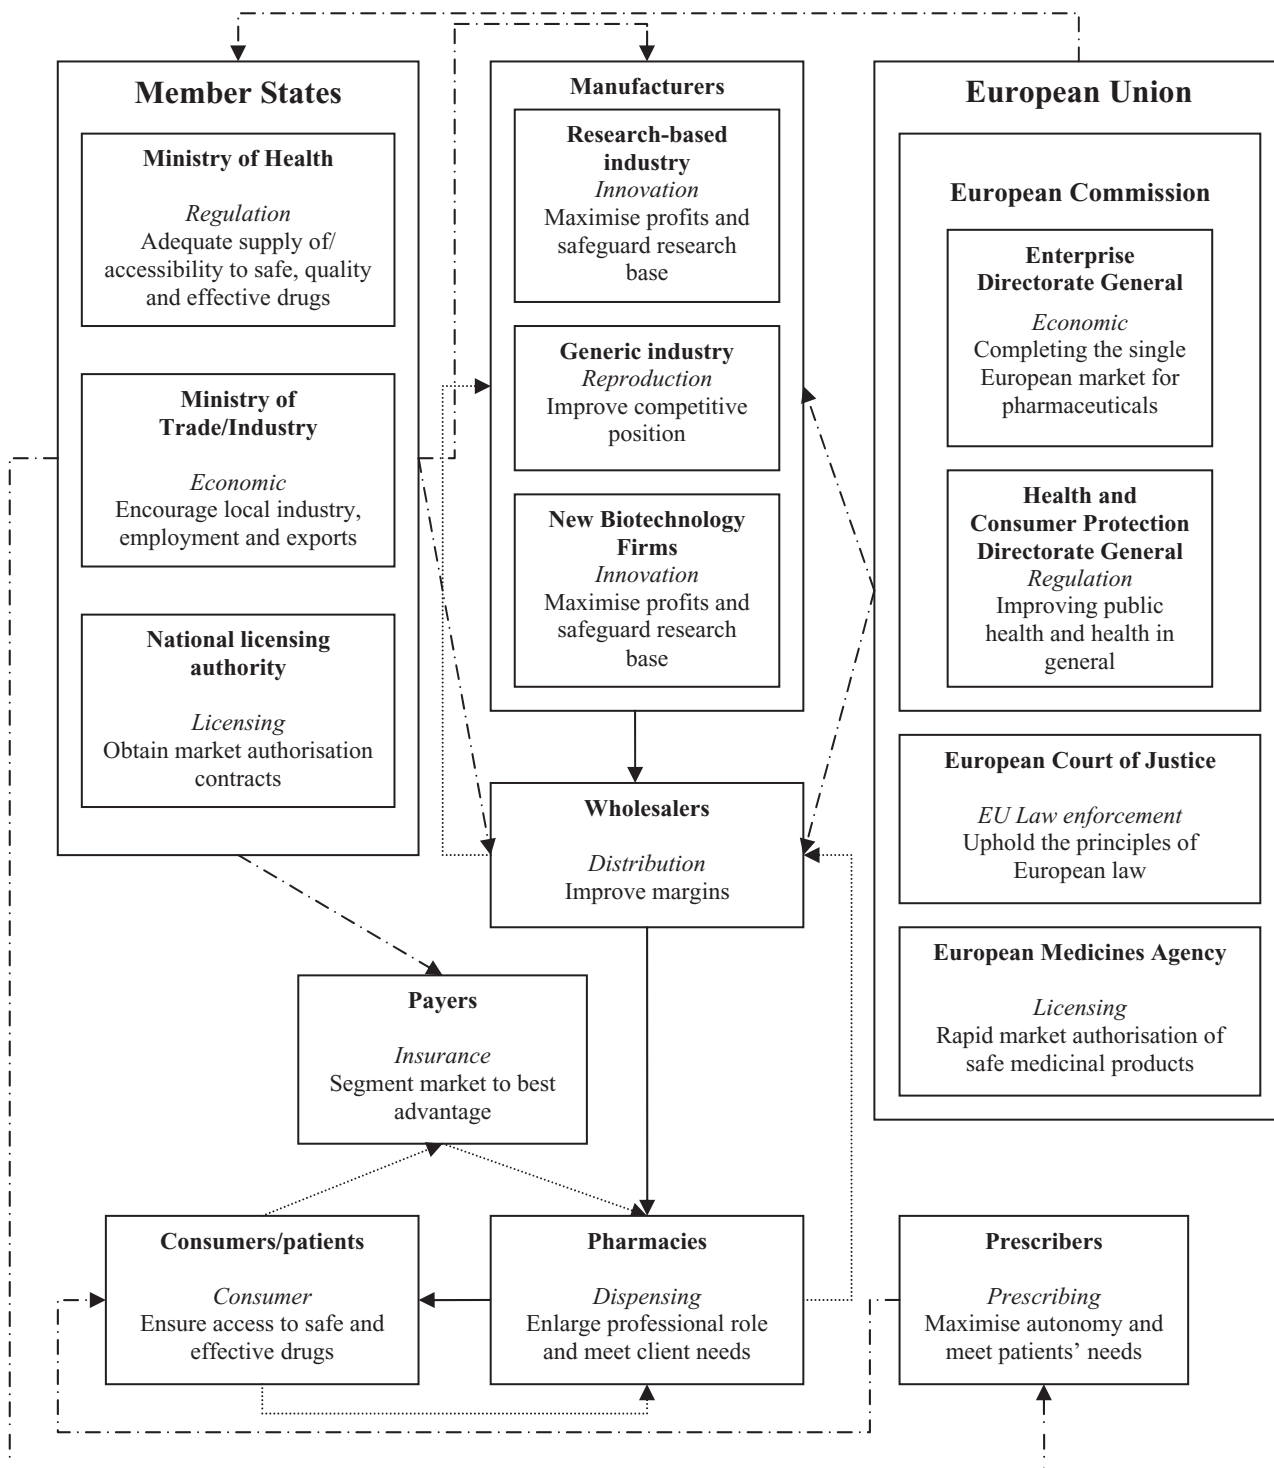 Member States
Ministry of Health
Regulation
Adequate supply of/
accessibility to safe, quality
and effective drugs
Ministry of
Trade/Industry
Economic
Encourage local industry,
employment and exports
National licensing
authority
Licensing
Obtain market authorisation
contracts
Manufacturers
Research-based
industry
Innovation
Maximise profits and
safeguard research
base
Generic industry
Reproduction
Improve competitive
position
New Biotechnology
Firms
Innovation
Maximise profits and
safeguard research
base
European Union
European Commission
Enterprise
Directorate General
Economic
Completing the single
European market for
pharmaceuticals
Health and
Consumer Protection
Directorate General
Regulation
Improving public
health and health in
general
European Court of Justice
EU Law enforcement
Uphold the principles of
European law
European Medicines Agency
Licensing
Rapid market authorisation of
safe medicinal products
Wholesalers
Distribution
Improve margins
Payers
Insurance
Segment market to best
advantage
Consumers/patients
Consumer
Ensure access to safe and
effective drugs
Pharmacies
Dispensing
Enlarge professional role
and meet client needs
Prescribers
Prescribing
Maximise autonomy and
meet patients’ needs